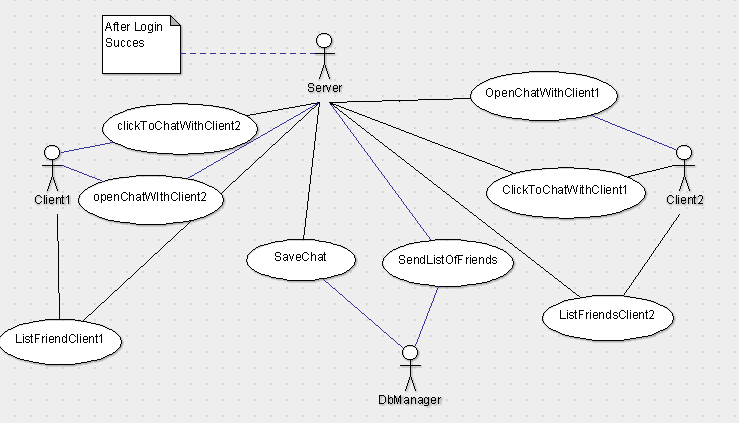 After Login
Succes
Server
OpenChatWithClient1
clickToChatWithClient2
Client1
openChatWIthClient2
ClickToChatWithClient1
Client2
SaveChat
SendListOfFriends
ListFriendsClient2
ListFriendClient1
DbManager